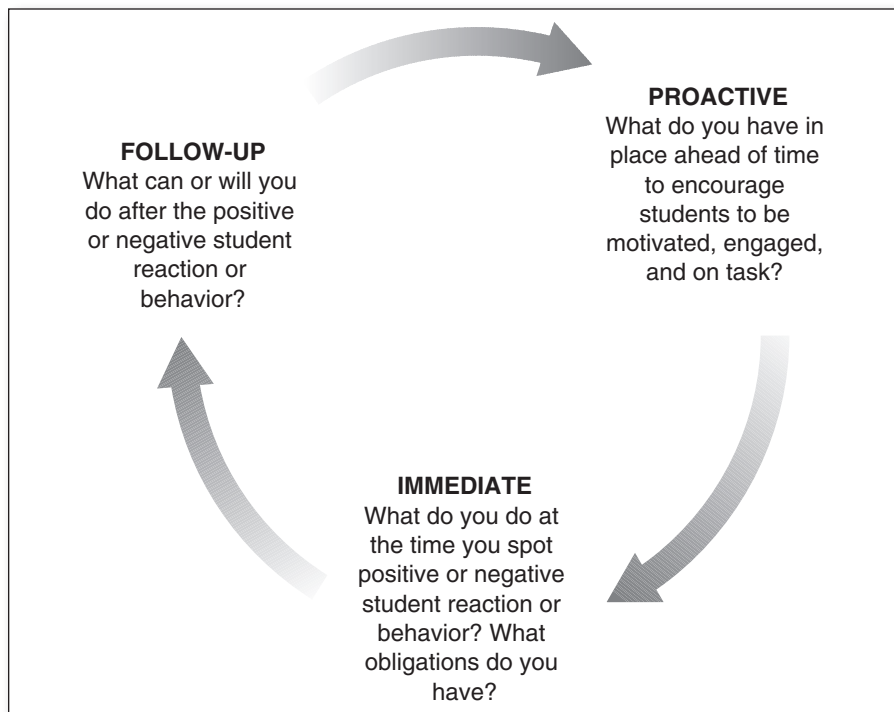 PROACTIVE
What do you have in
place ahead of time
to encourage
students to be
motivated, engaged,
and on task?
FOLLOW-UP
What can or will you
do after the positive
or negative student
reaction or
behavior?
IMMEDIATE
What do you do at
the time you spot
positive or negative
student reaction or
behavior? What
obligations do you
have?